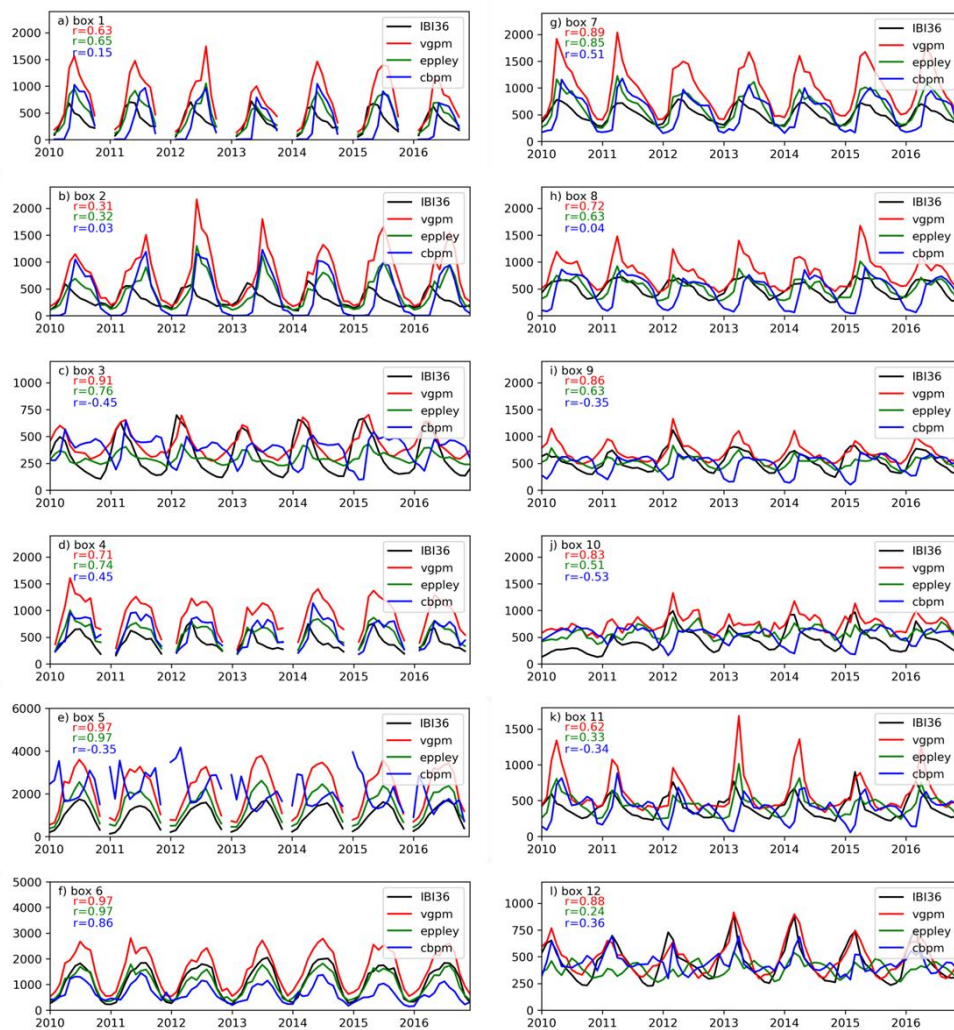 a) box 1
r=0.63
r=0.65
r=0.15
IBI36
vgpm
eppley
cbpm
2000
1500
1000
500
0
2010 2011 2012 2013 2014 2015 2016
b) box 2
r=0.31
r=0.32
r=0.03
IBI36
vgpm
eppley
cbpm
2000
1500
1000
500
0
2010 2011 2012 2013 2014 2015 2016
c) box 3
r=0.91
r=0.76
r=-0.45
IBI36
vgpm
eppley
cbpm
1000
750
500
250
0
2010 2011 2012 2013 2014 2015 2016
d) box 4
r=0.71
r=0.74
r=0.45
IBI36
vgpm
eppley
cbpm
2000
1500
1000
500
0
2010 2011 2012 2013 2014 2015 2016
e) box 5
r=0.97
r=0.97
r=-0.35
IBI36
vgpm
eppley
cbpm
6000
4000
2000
0
2010 2011 2012 2013 2014 2015 2016
f) box 6
r=0.97
r=0.97
r=0.86
IBI36
vgpm
eppley
cbpm
5000
4000
3000
2000
1000
0
2010 2011 2012 2013 2014 2015 2016
g) box 7
r=0.89
r=0.85
r=0.51
IBI36
vgpm
eppley
cbpm
2000
1500
1000
500
0
2010 2011 2012 2013 2014 2015 2016
h) box 8
r=0.72
r=0.63
r=0.04
IBI36
vgpm
eppley
cbpm
2000
1500
1000
500
0
2010 2011 2012 2013 2014 2015 2016
i) box 9
r=0.86
r=0.63
r=-0.35
IBI36
vgpm
eppley
cbpm
2000
1500
1000
500
0
2010 2011 2012 2013 2014 2015 2016
j) box 10
r=0.83
r=0.51
r=-0.53
IBI36
vgpm
eppley
cbpm
2000
1500
1000
500
0
2010 2011 2012 2013 2014 2015 2016
k) box 11
r=0.62
r=0.33
r=-0.34
IBI36
vgpm
eppley
cbpm
1500
1000
500
0
2010 2011 2012 2013 2014 2015 2016
l) box 12
r=0.88
r=0.24
r=0.36
IBI36
vgpm
eppley
cbpm
1000
750
500
250
0
2010 2011 2012 2013 2014 2015 2016